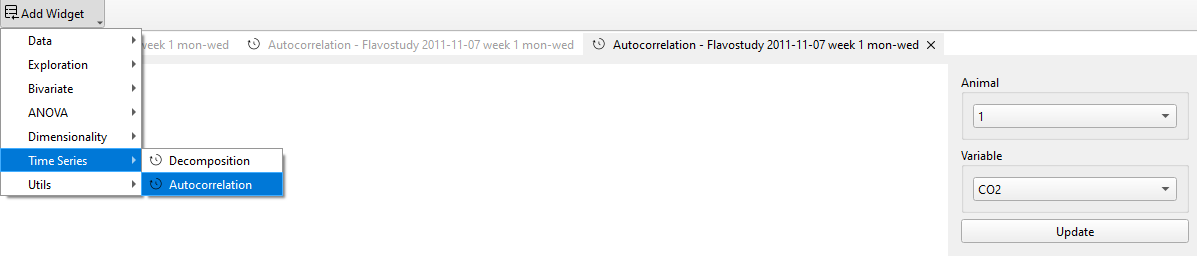 Add Widget
week 1 mon-wed
Autocorrelation - Flavostudy 2011-11-07 week 1 mon-wed
Autocorrelation - Flavostudy 2011-11-07 week 1 mon-wed
Data
Exploration
Bivariate
ANOVA
Dimensionality
Time Series
Utils
Decomposition
Autocorrelation
Animal
1
Variable
CO2
Update